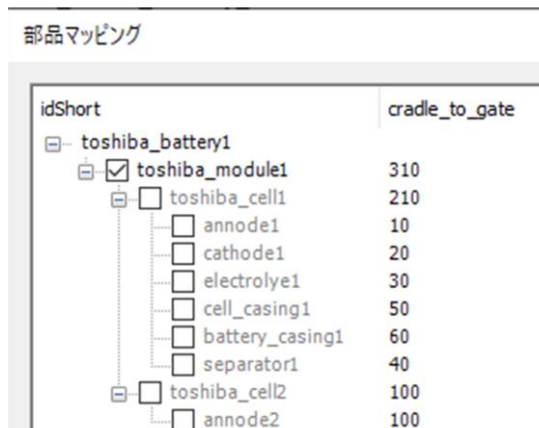 部品マッピング
idShort cradle_to_gate
toshiba_battery1
toshiba_module1 310
toshiba_cell1 210
annode1 10
cathode1 20
electrolye1 30
cell_casing1 50
battery_casing1 60
separator1 40
toshiba_cell2 100
annode2 100